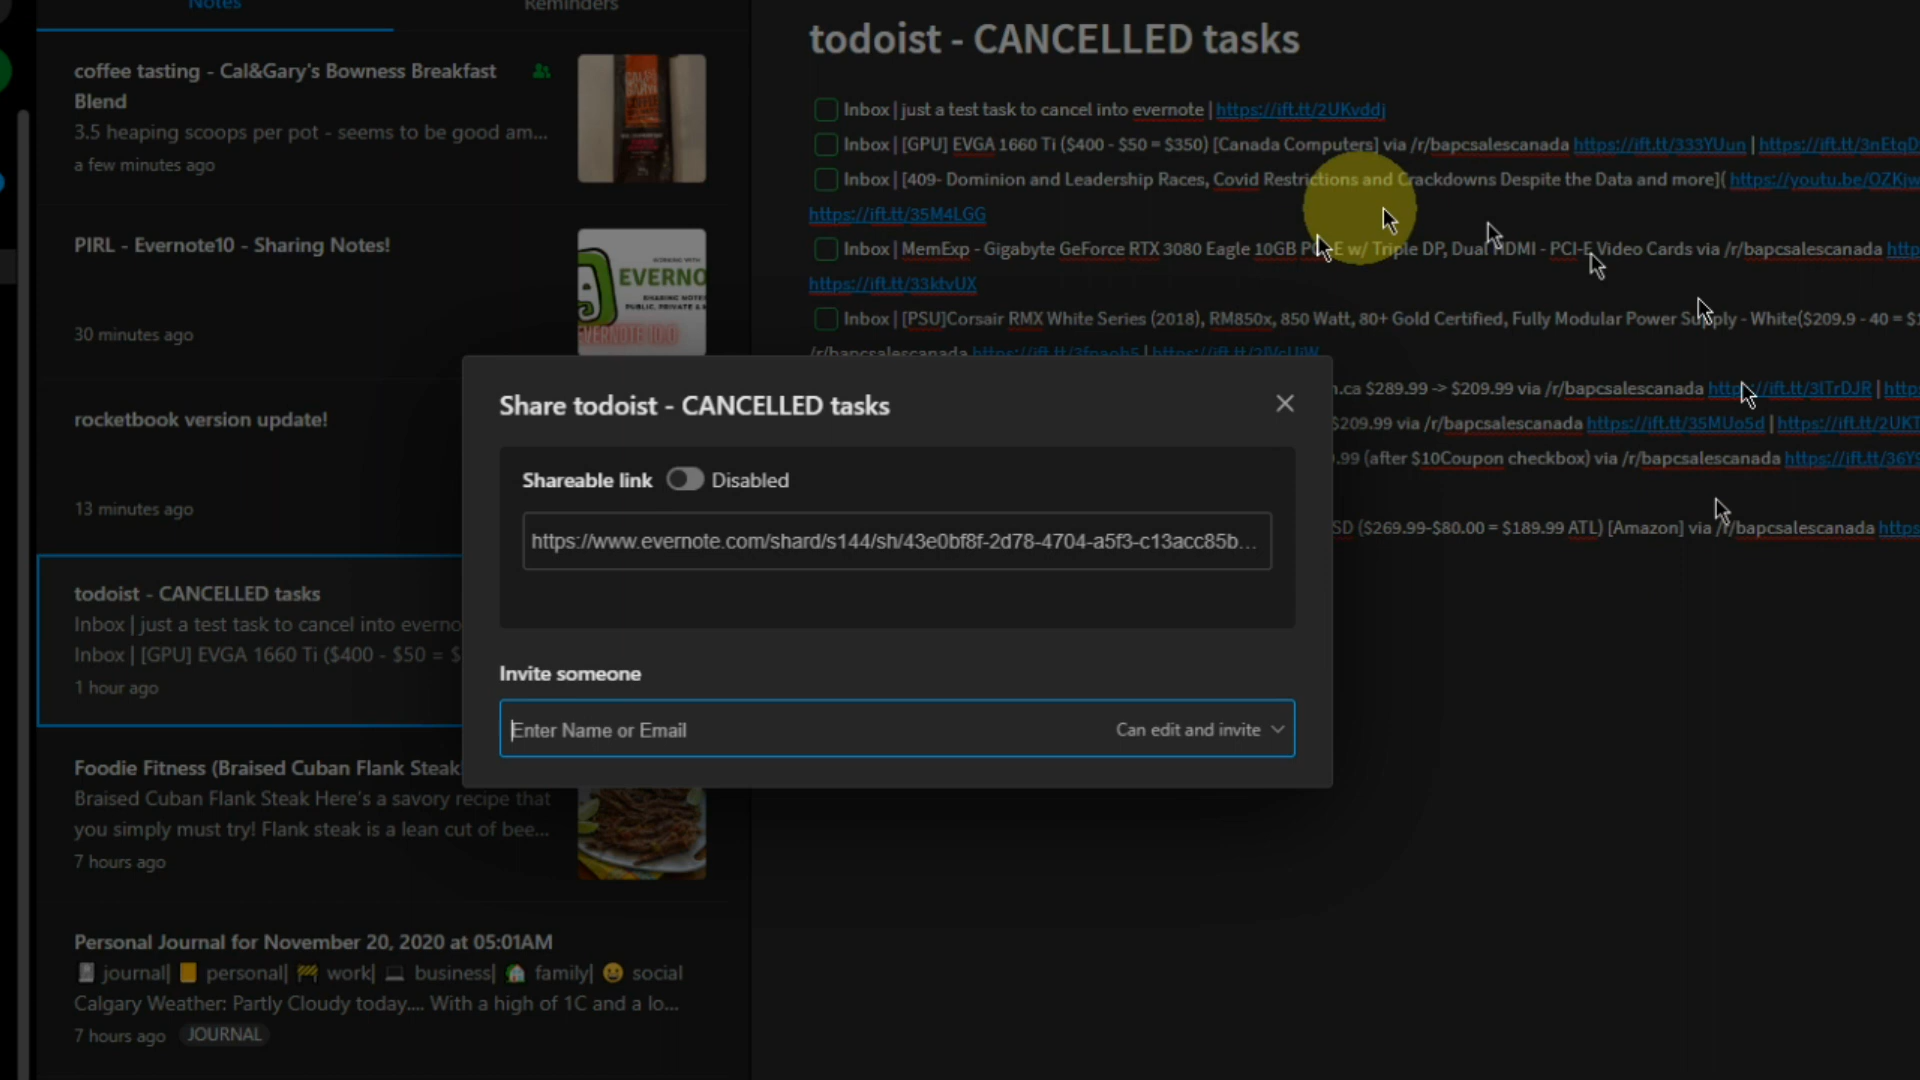 Notes
Reminders
coffee tasting - Cal&Gary's Bowness Breakfast
Blend
3.5 heaping scoops per pot - seems to be good am...
a few minutes ago
PIRL - Evernote10 - Sharing Notes!
30 minutes ago
EVERNO
EVERNOTE 10.0
rocketbook version update!
13 minutes ago
todoist - CANCELLED tasks
Inbox | just a test task to cancel into everno
Inbox | [GPU] EVGA 1660 Ti ($400 - $50 = $
1 hour ago
Foodie Fitness (Braised Cuban Flank Steak
Braised Cuban Flank Steak Here's a savory recipe that
you simply must try! Flank steak is a lean cut of bee...
7 hours ago
Personal Journal for November 20, 2020 at 05:01AM
journal| personal| work| business| family| social
Calgary Weather: Partly Cloudy today.... With a high of 1C and a lo...
7 hours ago JOURNAL
todoist - CANCELLED tasks
Inbox | just a test task to cancel into evernote | https://ift.tt/2UKvddj
Inbox | [GPU] EVGA 1660 Ti ($400 - $50 = $350) [Canada Computers] via /r/bapcsalescanada https://ift.tt/333YUun | https://ift.tt/3nEtqD
Inbox | [409- Dominion and Leadership Races, Covid Restrictions and Crackdowns Despite the Data and more]( https://youtu.be/OZKjw
https://ift.tt/35M4LGG
Inbox | MemExp - Gigabyte GeForce RTX 3080 Eagle 10GB w/ Triple DP, Dual HDMI - PCI-E Video Cards via /r/bapcsalescanada http
https://ift.tt/33ktvUX
Inbox | [PSU]Corsair RMX White Series (2018), RM850x, 850 Watt, 80+ Gold Certified, Fully Modular Power Supply - White($209.9 - 40 = $1
/r/bapcsalescanada
n.ca $289.99 -> $209.99 via /r/bapcsalescanada https://ift.tt/3lTrDJR | https
$209.99 via /r/bapcsalescanada https://ift.tt/35MUo5d | https://ift.tt/2UKT
.99 (after $10Coupon checkbox) via /r/bapcsalescanada https://ift.tt/36Y9
SD ($269.99-$80.00 = $189.99 ATL) [Amazon] via /r/bapcsalescanada https
Share todoist - CANCELLED tasks
Shareable link Disabled
https://www.evernote.com/shard/s144/sh/43e0bf8f-2d78-4704-a5f3-c13acc85b...
Invite someone
Enter Name or Email Can edit and invite